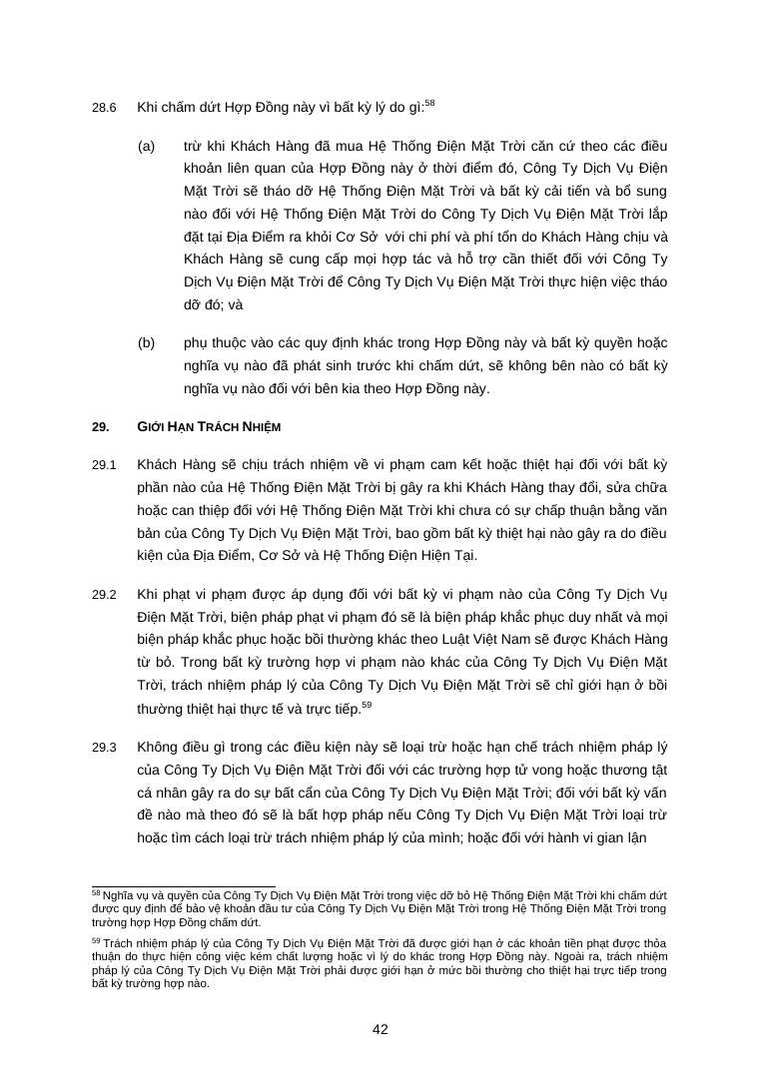 28.6 Khi chấm dứt Hợp Đồng này vì bất kỳ lý do gì:58
(a) trừ khi Khách Hàng đã mua Hệ Thống Điện Mặt Trời căn cứ theo các điều
khoản liên quan của Hợp Đồng này ở thời điểm đó, Công Ty Dịch Vụ Điện
Mặt Trời sẽ tháo dỡ Hệ Thống Điện Mặt Trời và bất kỳ cải tiến và bổ sung
nào đối với Hệ Thống Điện Mặt Trời do Công Ty Dịch Vụ Điện Mặt Trời lắp
đặt tại Địa Điểm ra khỏi Cơ Sở với chi phí và phí tổn do Khách Hàng chịu và
Khách Hàng sẽ cung cấp mọi hợp tác và hỗ trợ cần thiết đối với Công Ty
Dịch Vụ Điện Mặt Trời để Công Ty Dịch Vụ Điện Mặt Trời thực hiện việc tháo
dỡ đó; và
(b) phụ thuộc vào các quy định khác trong Hợp Đồng này và bất kỳ quyền hoặc
nghĩa vụ nào đã phát sinh trước khi chấm dứt, sẽ không bên nào có bất kỳ
nghĩa vụ nào đối với bên kia theo Hợp Đồng này.
29. GIỚI HẠN TRÁCH NHIỆM
29.1 Khách Hàng sẽ chịu trách nhiệm về vi phạm cam kết hoặc thiệt hại đối với bất kỳ
phần nào của Hệ Thống Điện Mặt Trời bị gây ra khi Khách Hàng thay đổi, sửa chữa
hoặc can thiệp đối với Hệ Thống Điện Mặt Trời khi chưa có sự chấp thuận bằng văn
bản của Công Ty Dịch Vụ Điện Mặt Trời, bao gồm bất kỳ thiệt hại nào gây ra do điều
kiện của Địa Điểm, Cơ Sở và Hệ Thống Điện Hiện Tại.
29.2 Khi phạt vi phạm được áp dụng đối với bất kỳ vi phạm nào của Công Ty Dịch Vụ
Điện Mặt Trời, biện pháp phạt vi phạm đó sẽ là biện pháp khắc phục duy nhất và mọi
biện pháp khắc phục hoặc bồi thường khác theo Luật Việt Nam sẽ được Khách Hàng
từ bỏ. Trong bất kỳ trường hợp vi phạm nào khác của Công Ty Dịch Vụ Điện Mặt
Trời, trách nhiệm pháp lý của Công Ty Dịch Vụ Điện Mặt Trời sẽ chỉ giới hạn ở bồi
thường thiệt hại thực tế và trực tiếp.59
29.3 Không điều gì trong các điều kiện này sẽ loại trừ hoặc hạn chế trách nhiệm pháp lý
của Công Ty Dịch Vụ Điện Mặt Trời đối với các trường hợp tử vong hoặc thương tật
cá nhân gây ra do sự bất cẩn của Công Ty Dịch Vụ Điện Mặt Trời; đối với bất kỳ vấn
đề nào mà theo đó sẽ là bất hợp pháp nếu Công Ty Dịch Vụ Điện Mặt Trời loại trừ
hoặc tìm cách loại trừ trách nhiệm pháp lý của mình; hoặc đối với hành vi gian lận
58 Nghĩa vụ và quyền của Công Ty Dịch Vụ Điện Mặt Trời trong việc dỡ bỏ Hệ Thống Điện Mặt Trời khi chấm dứt
được quy định để bảo vệ khoản đầu tư của Công Ty Dịch Vụ Điện Mặt Trời trong Hệ Thống Điện Mặt Trời trong
trường hợp Hợp Đồng chấm dứt.
59 Trách nhiệm pháp lý của Công Ty Dịch Vụ Điện Mặt Trời đã được giới hạn ở các khoản tiền phạt được thỏa
thuận do thực hiện công việc kém chất lượng hoặc vì lý do khác trong Hợp Đồng này. Ngoài ra, trách nhiệm
pháp lý của Công Ty Dịch Vụ Điện Mặt Trời phải được giới hạn ở mức bồi thường cho thiệt hại trực tiếp trong
bất kỳ trường hợp nào.
42